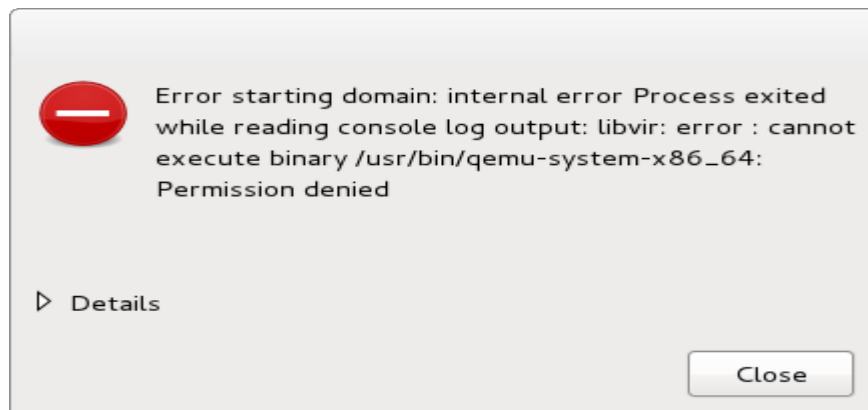 Error starting domain: internal error Process exited
while reading console log output: libvir: error : cannot
execute binary /usr/bin/qemu-system-x86_64:
Permission denied
Details
Close